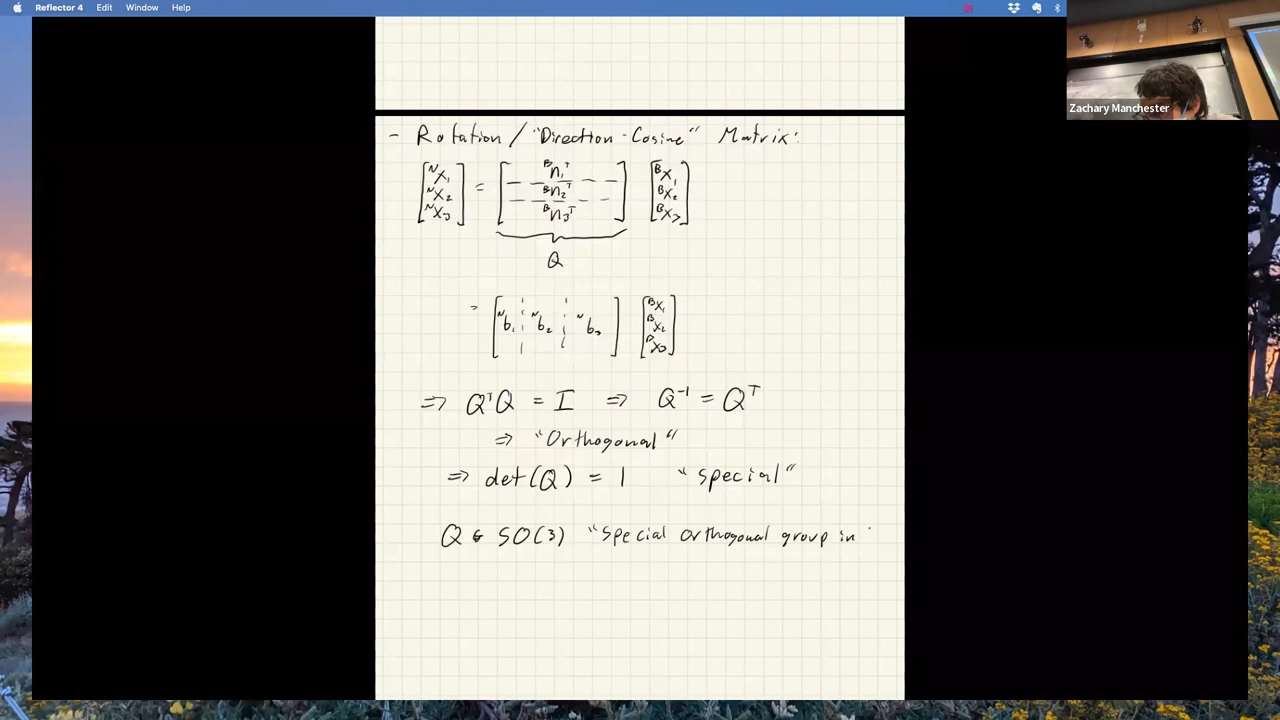 Reflector 4 Edit Window Help
Zachary Manchester
- Rotation / "Direction-Cosine" Matrix:
[ᴺx₁ ᴺx₂ ᴺx₃] = [ᴮn₁ᵀ ᴮn₂ᵀ ᴮn₃ᵀ] [ᴮx₁ ᴮx₂ ᴮx₃]
Q
= [ᴺb₁ ᴺb₂ ᴺb₃] [ᴮx₁ ᴮx₂ ᴮx₃]
⇒ QᵀQ = I ⇒ Q⁻¹ = Qᵀ
⇒ "Orthogonal"
⇒ det(Q) = 1 "special"
Q ∈ SO(3) "Special Orthogonal group in